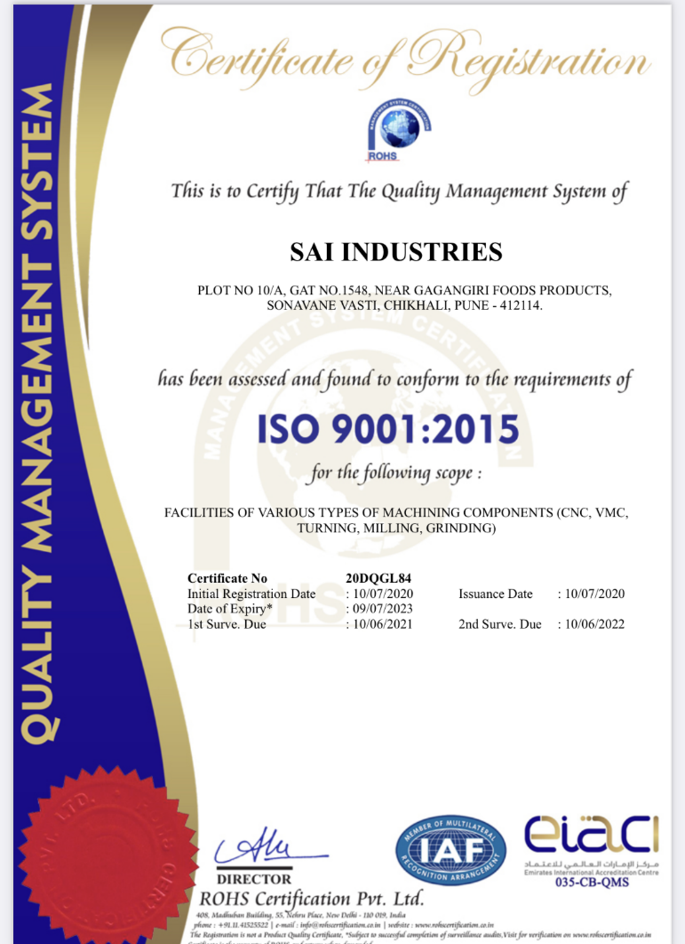 Certificate of Registration
MANAGEMENT SYSTEM CERTIFICATION
ROHS
This is to Certify That The Quality Management System of
SAI INDUSTRIES
PLOT NO 10/A, GAT NO.1548, NEAR GAGANGIRI FOODS PRODUCTS,
SONAVANE VASTI, CHIKHALI, PUNE - 412114.
MANAGEMENT SYSTEM CERTIFICATION
has been assessed and found to conform to the requirements of
ISO 9001:2015
for the following scope :
FACILITIES OF VARIOUS TYPES OF MACHINING COMPONENTS (CNC, VMC,
TURNING, MILLING, GRINDING)
ROHS
Certificate No 20DQGL84
Initial Registration Date : 10/07/2020 Issuance Date : 10/07/2020
Date of Expiry* : 09/07/2023
1st Surve. Due : 10/06/2021 2nd Surve. Due : 10/06/2022
QUALITY MANAGEMENT SYSTEM
DIRECTOR
MEMBER OF MULTILATERAL
IAF
RECOGNITION ARRANGEMENT
eiaci
مركز الإمارات العالمي للاعتماد
Emirates International Accreditation Centre
035-CB-QMS
ROHS Certification Pvt. Ltd.
408, Madhuban Building, 55, Nehru Place, New Delhi - 110 019, India
phone : +91.11.41525522 | e-mail : info@rohscertification.co.in | website : www.rohscertification.co.in
The Registration is not a Product Quality Certificate, *Subject to successful completion of surveillance audits.Visit for verification on www.rohscertification.co.in